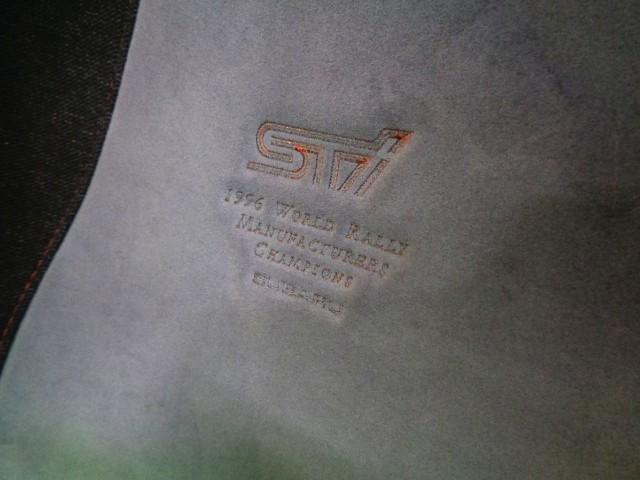 STi
1996 WORLD RALLY
MANUFACTURERS
CHAMPIONS